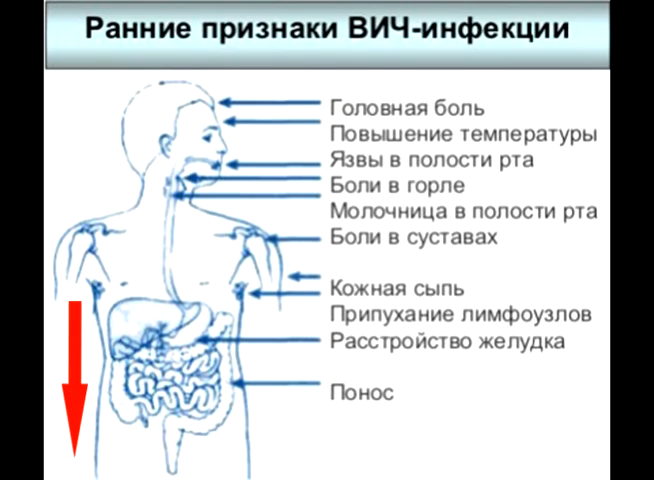 Ранние признаки ВИЧ-инфекции
Головная боль
Повышение температуры
Язвы в полости рта
Боли в горле
Молочница в полости рта
Боли в суставах
Кожная сыпь
Припухание лимфоузлов
Расстройство желудка
Понос